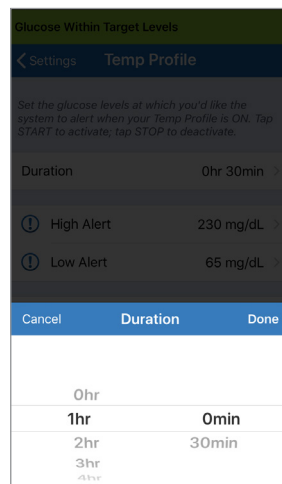 Glucose Within Target Levels
Settings Temp Profile
Set the glucose levels at which you'd like the
system to alert when your Temp Profile is ON. Tap
START to activate; tap STOP to deactivate.
Duration 0hr 30min
High Alert 230 mg/dL
Low Alert 65 mg/dL
Cancel Duration Done
0hr
1hr 0min
2hr 30min
3hr
4hr